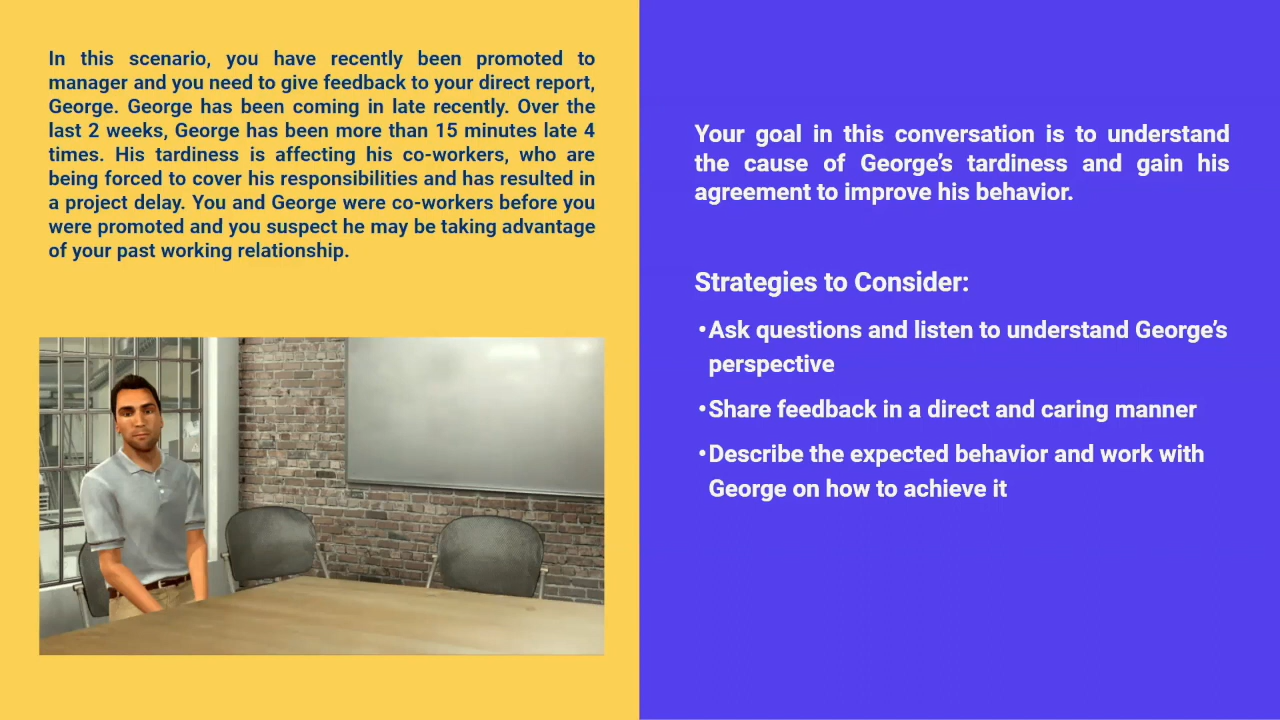 In this scenario, you have recently been promoted to
manager and you need to give feedback to your direct report,
George. George has been coming in late recently. Over the
last 2 weeks, George has been more than 15 minutes late 4
times. His tardiness is affecting his co-workers, who are
being forced to cover his responsibilities and has resulted in
a project delay. You and George were co-workers before you
were promoted and you suspect he may be taking advantage
of your past working relationship.
Your goal in this conversation is to understand
the cause of George’s tardiness and gain his
agreement to improve his behavior.
Strategies to Consider:
•Ask questions and listen to understand George’s
perspective
•Share feedback in a direct and caring manner
•Describe the expected behavior and work with
George on how to achieve it